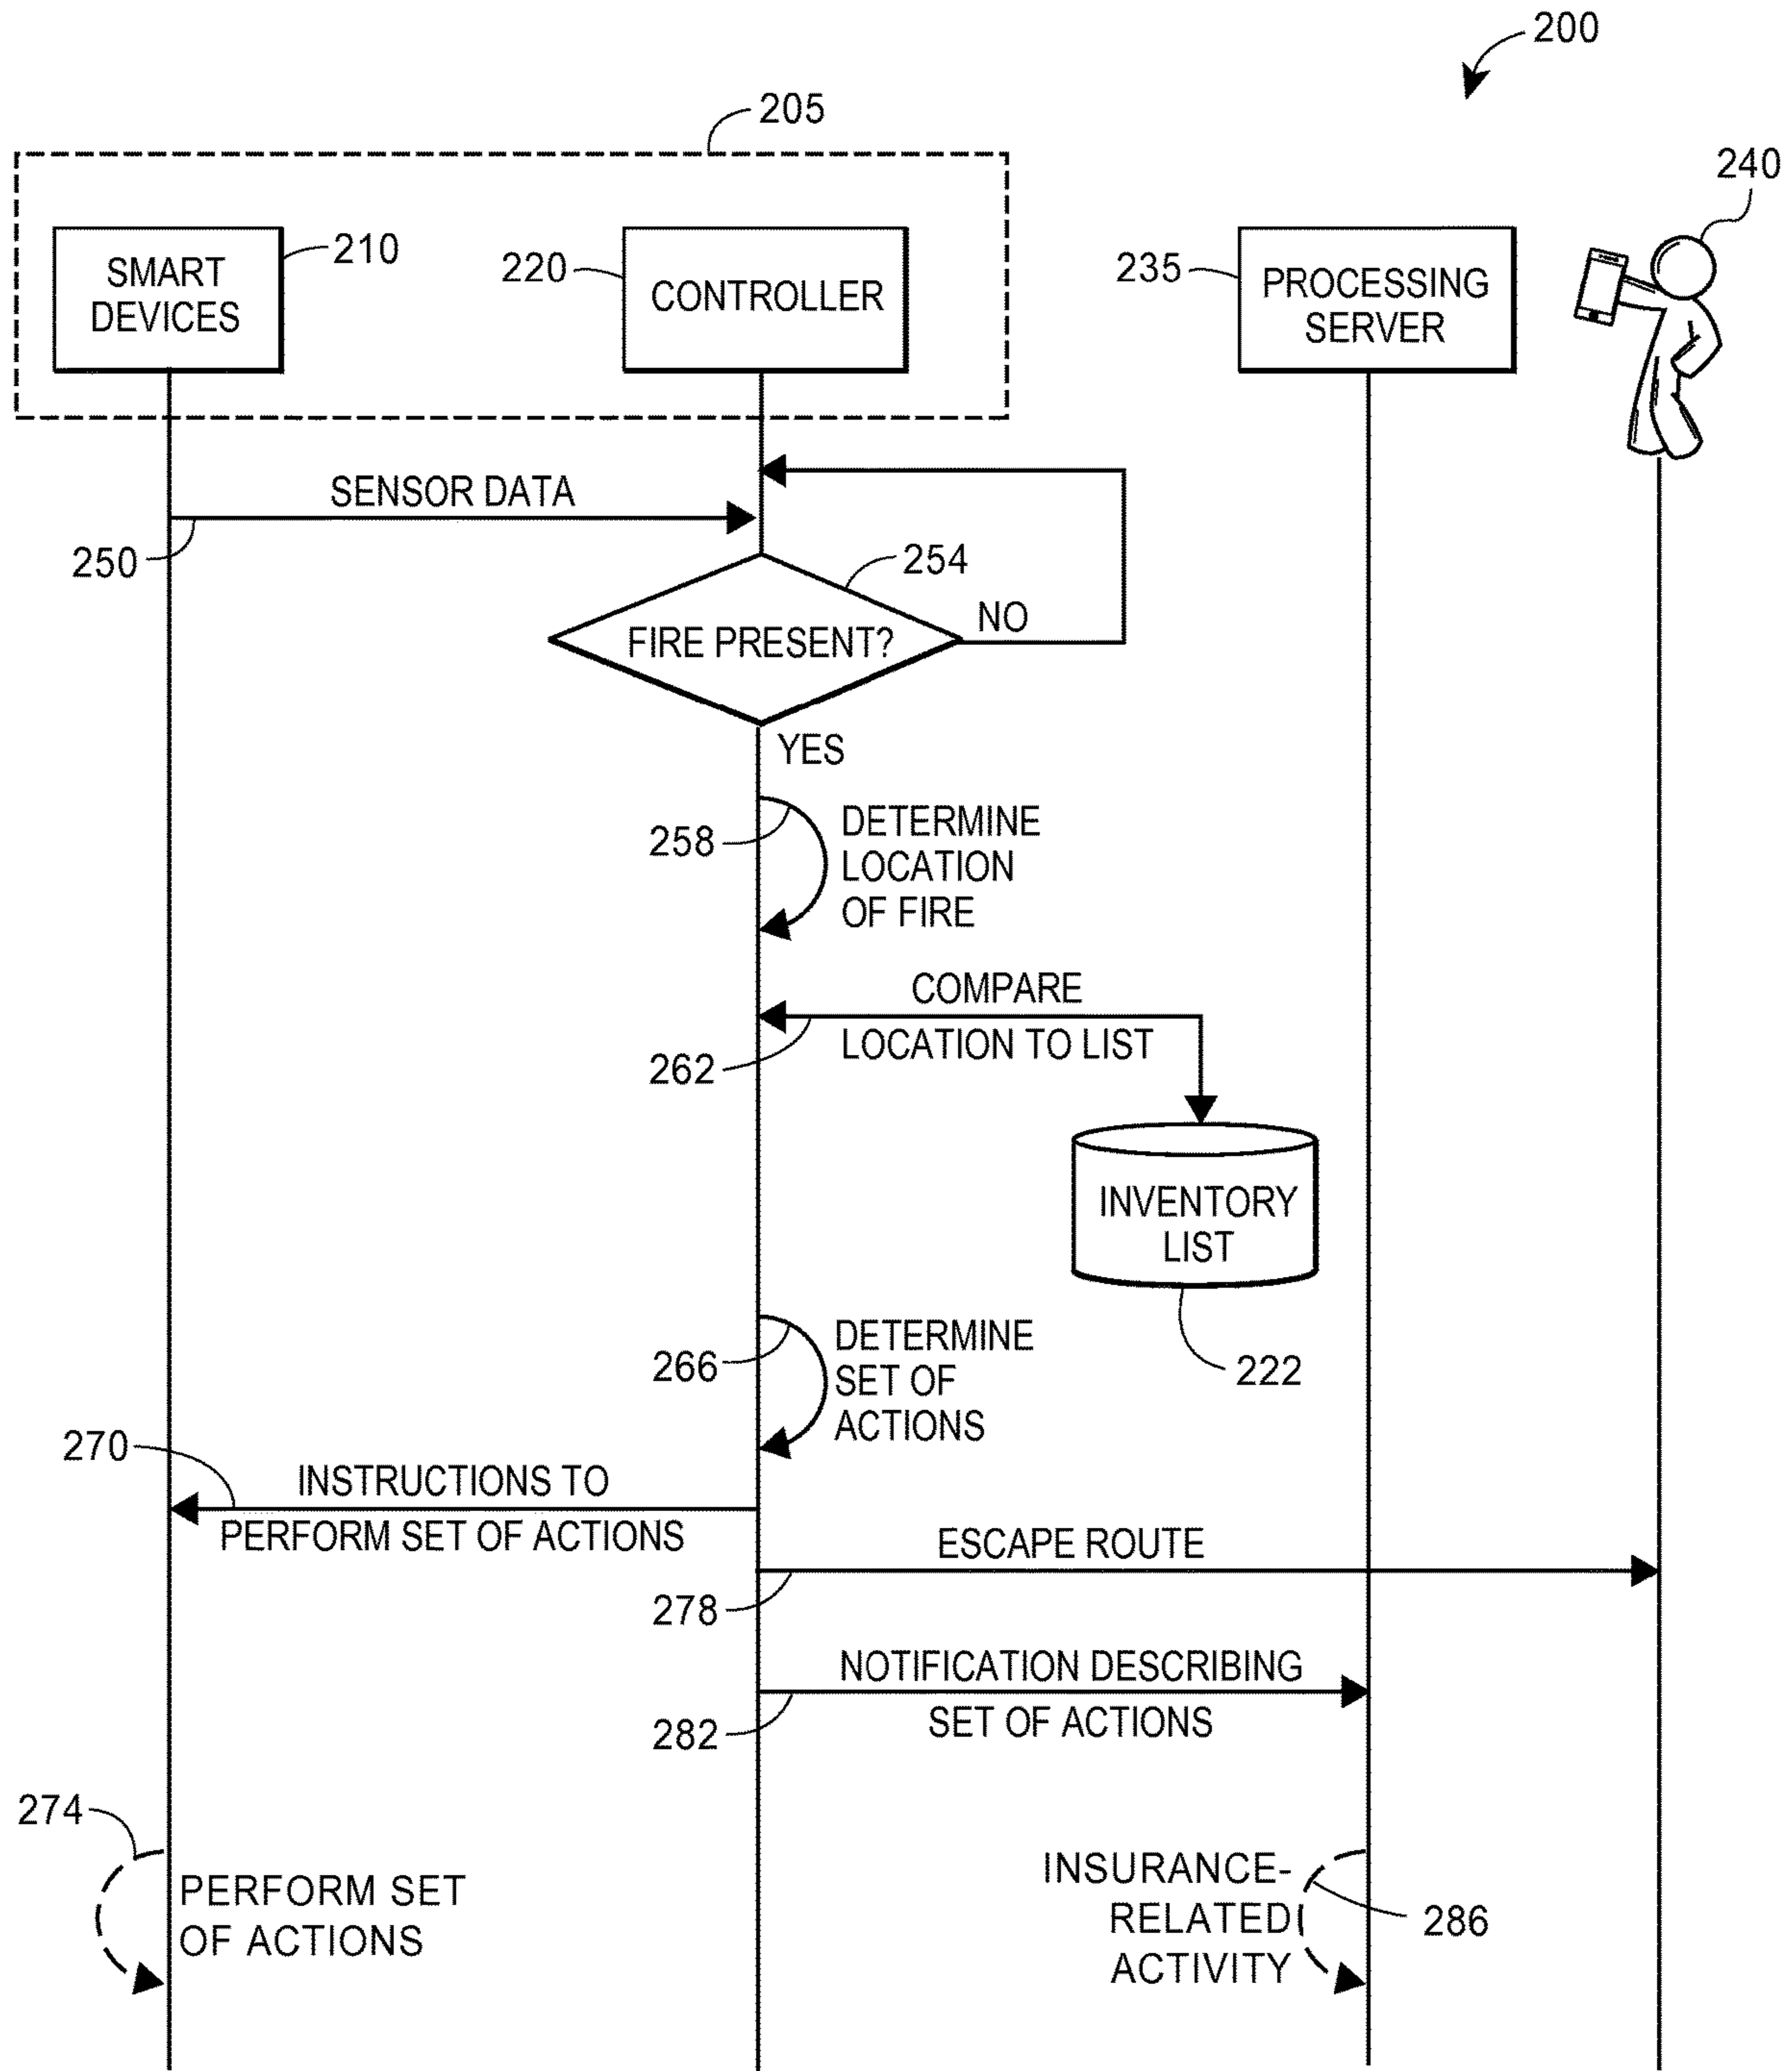 200
205
240
SMART
DEVICES
210
220
CONTROLLER
235
PROCESSING
SERVER
SENSOR DATA
250
254
FIRE PRESENT?
NO
YES
258
DETERMINE
LOCATION
OF FIRE
COMPARE
LOCATION TO LIST
262
INVENTORY
LIST
222
266
DETERMINE
SET OF
ACTIONS
270
INSTRUCTIONS TO
PERFORM SET OF ACTIONS
ESCAPE ROUTE
278
NOTIFICATION DESCRIBING
SET OF ACTIONS
282
274
PERFORM SET
OF ACTIONS
INSURANCE-
RELATED
ACTIVITY
286